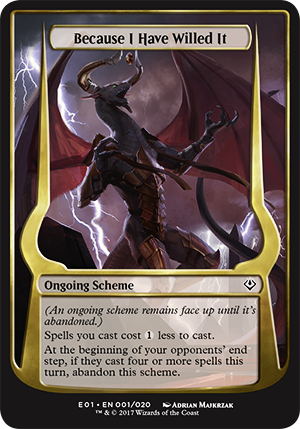 Because I Have Willed It
Ongoing Scheme
(An ongoing scheme remains face up until it's
abandoned.)
Spells you cast cost 1 less to cast.
At the beginning of your opponents' end
step, if they cast four or more spells this
turn, abandon this scheme.
E01 • EN 001/020 Adrian Majkrzak
™ & © 2017 Wizards of the Coast